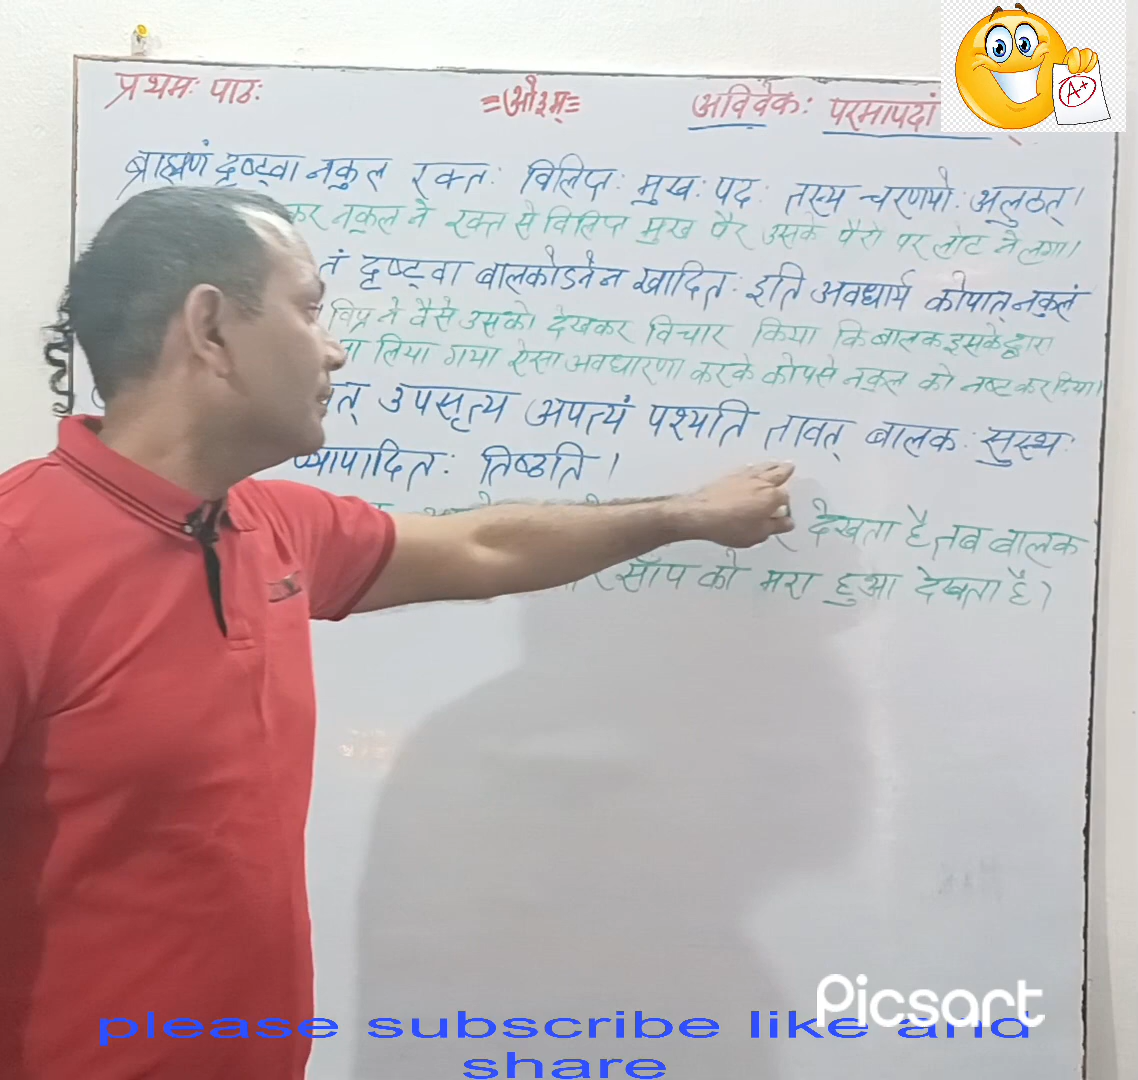 प्रथमः पाठः
=ओ३म्=
अविवेकः परमापदां
A+
ब्राह्मणं दृष्ट्वा नकुल रक्तः विलिप्तः मुखः पदः तस्य चरणयोः अलुठत्।
कर नकुल ने रक्त से विलिप्त मुख पैर उसके पैरो पर लोट ने लगा।
तं दृष्ट्वा बालकोऽनेन खादितः इति अवधार्य कोपात् नकुलं
विप्र ने वैसे उसको देखकर विचार किया कि बालक इसके द्वारा
लिया गया ऐसा अवधारणा करके कोपसे नकुल को नष्ट कर दिया।
उपसृत्य अपत्यं पश्यति तावत् बालकः सुस्थः
व्यापादितः तिष्ठति।
देखता है तब बालक
साँप को मरा हुआ देखता है)
Picsart
please subscribe like and
share